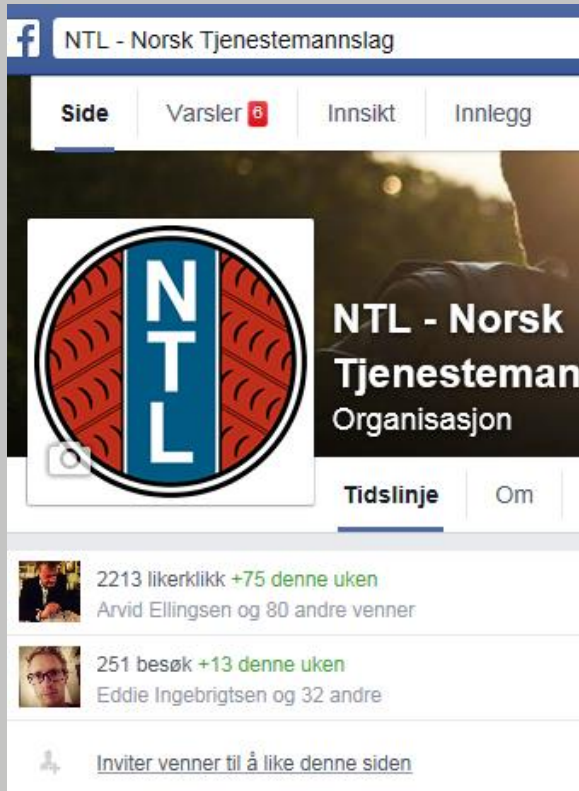 f
NTL - Norsk Tjenestemannslag
Side Varsler 6 Innsikt Innlegg
NTL
NTL - Norsk
Tjenesteman
Organisasjon
Tidslinje Om
2213 likerklikk +75 denne uken
Arvid Ellingsen og 80 andre venner
251 besøk +13 denne uken
Eddie Ingebrigtsen og 32 andre
Inviter venner til å like denne siden